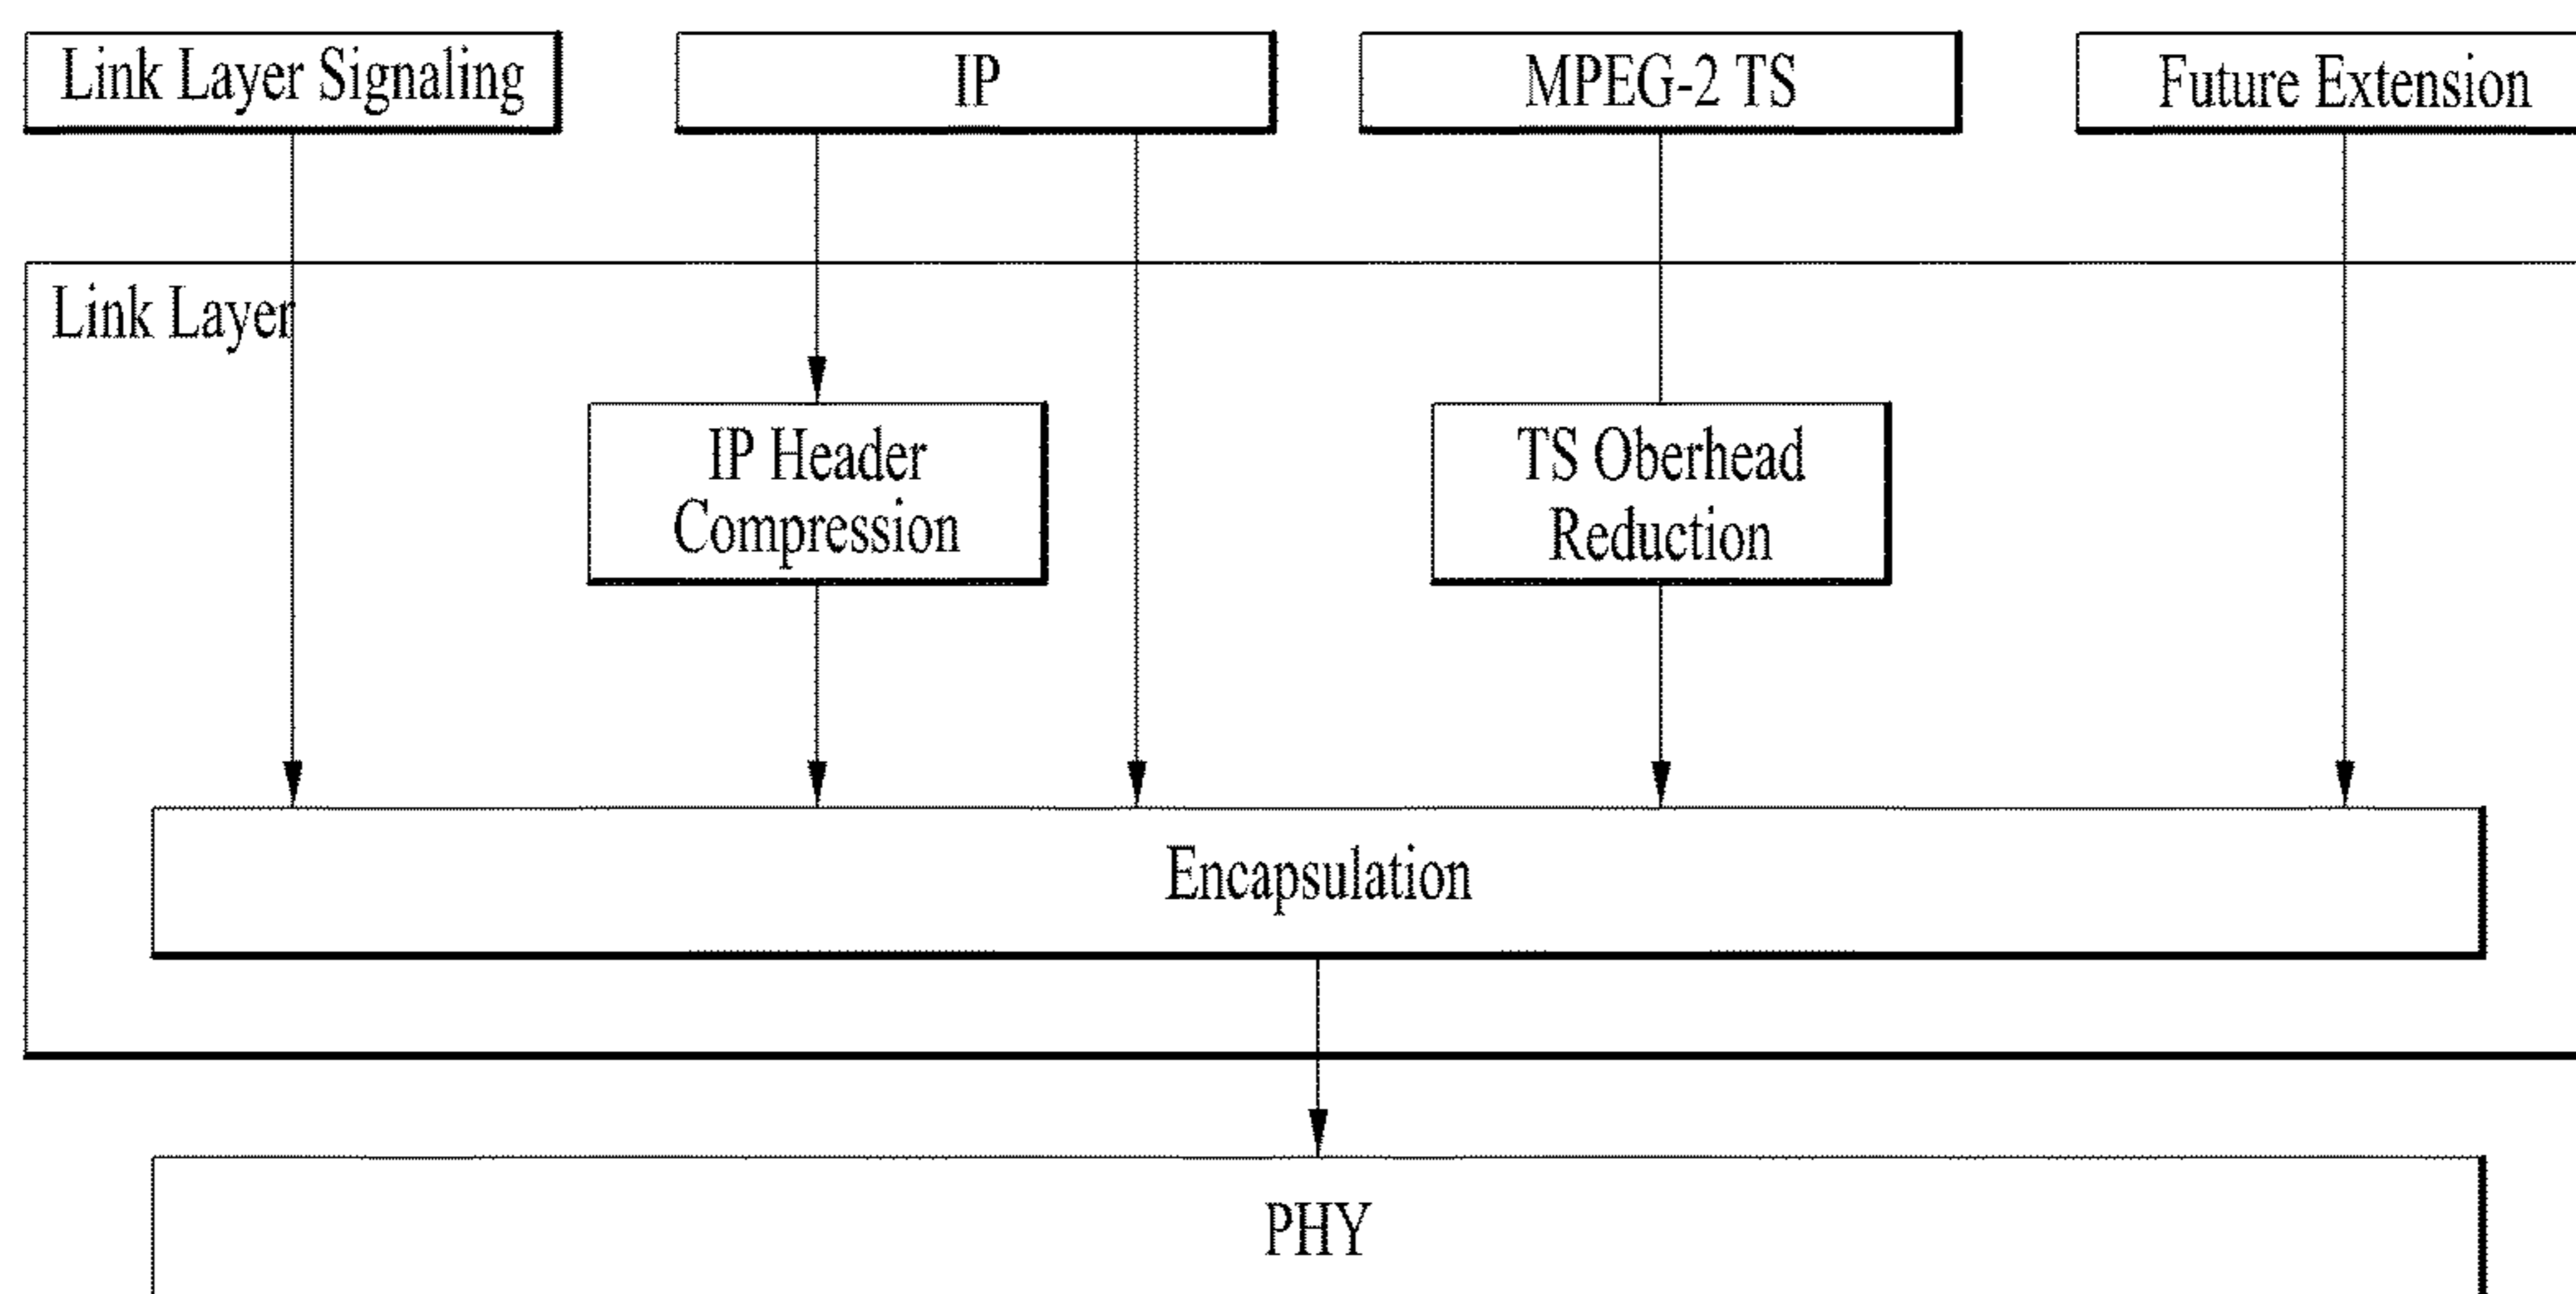 Link Layer Signaling
IP
MPEG-2 TS
Future Extension
Link Layer
IP Header
Compression
TS Oberhead
Reduction
Encapsulation
PHY